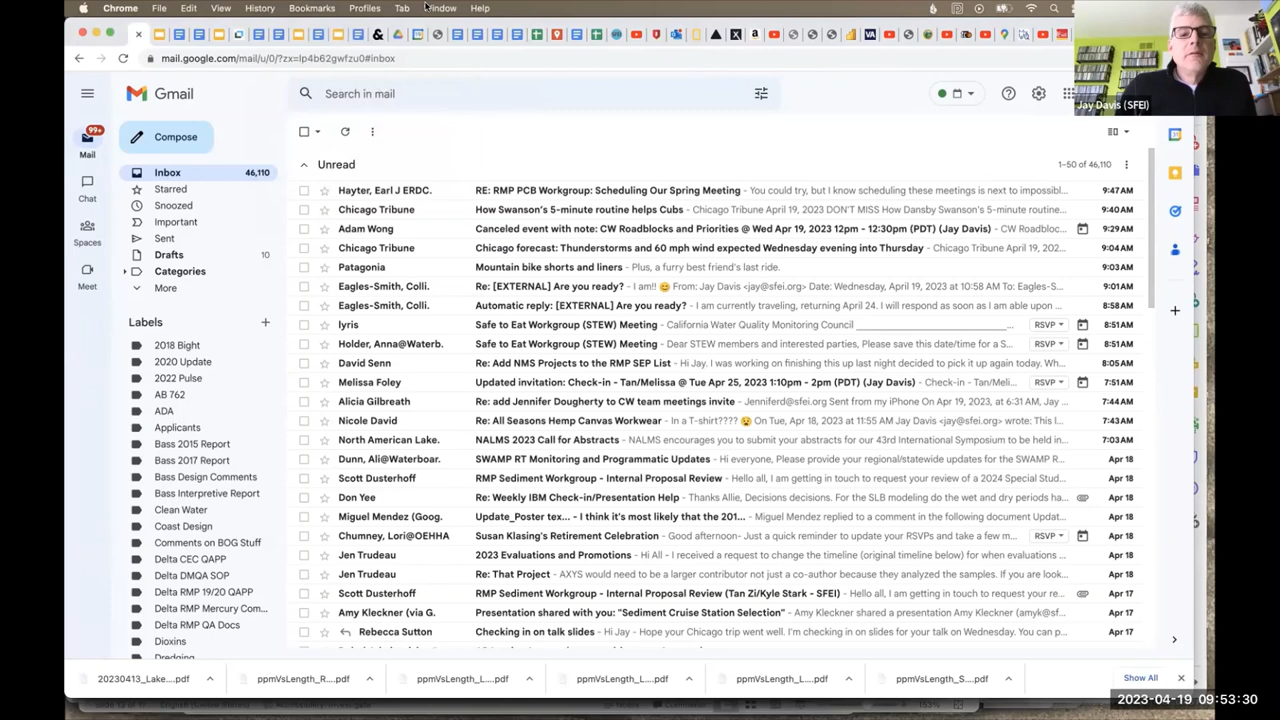 Chrome File Edit View History Bookmarks Profiles Tab Window Help
mail.google.com/mail/u/0/?zx=lp4b62gwfzu0#inbox
Gmail
Search in mail
Jay Davis (SFEI)
99+
Mail
Chat
Spaces
Meet
Compose
Inbox 46,110
Starred
Snoozed
Important
Sent
Drafts 10
Categories
More
Labels
2018 Bight
2020 Update
2022 Pulse
AB 762
ADA
Applicants
Bass 2015 Report
Bass 2017 Report
Bass Design Comments
Bass Interpretive Report
Clean Water
Coast Design
Comments on BOG Stuff
Delta CEC QAPP
Delta DMQA SOP
Delta RMP 19/20 QAPP
Delta RMP Mercury Com...
Delta RMP QA Docs
Dioxins
Dredging
Unread 1–50 of 46,110
Hayter, Earl J ERDC. RE: RMP PCB Workgroup: Scheduling Our Spring Meeting - You could try, but I know scheduling these meetings is next to impossibl... 9:47 AM
Chicago Tribune How Swanson's 5-minute routine helps Cubs - Chicago Tribune April 19, 2023 DON'T MISS How Dansby Swanson's 5-minute routine... 9:40 AM
Adam Wong Canceled event with note: CW Roadblocks and Priorities @ Wed Apr 19, 2023 12pm - 12:30pm (PDT) (Jay Davis) - CW Roadbloc... 9:29 AM
Chicago Tribune Chicago forecast: Thunderstorms and 60 mph wind expected Wednesday evening into Thursday - Chicago Tribune April 19, 202... 9:04 AM
Patagonia Mountain bike shorts and liners - Plus, a furry best friend's last ride. 9:03 AM
Eagles-Smith, Colli. Re: [EXTERNAL] Are you ready? - I am!! 😊 From: Jay Davis <jay@sfei.org> Date: Wednesday, April 19, 2023 at 10:58 AM To: Eagles-S... 9:01 AM
Eagles-Smith, Colli. Automatic reply: [EXTERNAL] Are you ready? - I am currently traveling, returning April 24. I will respond as soon as I am able upon ... 8:58 AM
lyris Safe to Eat Workgroup (STEW) Meeting - California Water Quality Monitoring Council ... RSVP 8:51 AM
Holder, Anna@Waterb. Safe to Eat Workgroup (STEW) Meeting - Dear STEW members and interested parties, Please save this date/time for a S... RSVP 8:51 AM
David Senn Re: Add NMS Projects to the RMP SEP List - Hi Jay. I was working on finishing this up last night decided to pick it up again today. Wh... 8:05 AM
Melissa Foley Updated invitation: Check-in - Tan/Melissa @ Tue Apr 25, 2023 1:10pm - 2pm (PDT) (Jay Davis) - Check-in - Tan/Meli... RSVP 7:51 AM
Alicia Gilbreath Re: add Jennifer Dougherty to CW team meetings invite - Jenniferd@sfei.org Sent from my iPhone On Apr 19, 2023, at 6:31 AM, Jay ... 7:44 AM
Nicole David Re: All Seasons Hemp Canvas Workwear - In a T-shirt???? 😧 On Tue, Apr 18, 2023 at 11:55 AM Jay Davis <jay@sfei.org> wrote: This l... 7:43 AM
North American Lake. NALMS 2023 Call for Abstracts - NALMS encourages you to submit your abstracts for our 43rd International Symposium to be held in... 7:03 AM
Dunn, Ali@Waterboar. SWAMP RT Monitoring and Programmatic Updates - Hi everyone, Please provide your regional/statewide updates for the SWAMP R... Apr 18
Scott Dusterhoff RMP Sediment Workgroup - Internal Proposal Review - Hello all, I am getting in touch to request your review of a 2024 Special Stud... Apr 18
Don Yee Re: Weekly IBM Check-in/Presentation Help - Thanks Allie, Decisions decisions. For the SLB modeling do the wet and dry periods ha... Apr 18
Miguel Mendez (Goog. Update_Poster tex... - I think it's most likely that the 201... - Miguel Mendez replied to a comment in the following document Updat... Apr 18
Chumney, Lori@OEHHA Susan Klasing's Retirement Celebration - Good afternoon- Just a quick reminder to update your RSVPs and take a few m... RSVP Apr 18
Jen Trudeau 2023 Evaluations and Promotions - Hi All - I received a request to change the timeline (original timeline below) for when evaluations ... Apr 18
Jen Trudeau Re: That Project - AXYS would need to be a larger contributor not just a co-author because they analyzed the samples. If you are look... Apr 18
Scott Dusterhoff RMP Sediment Workgroup - Internal Proposal Review (Tan Zi/Kyle Stark - SFEI) - Hello all, I am getting in touch to request your re... Apr 17
Amy Kleckner (via G. Presentation shared with you: "Sediment Cruise Station Selection" - Amy Kleckner shared a presentation Amy Kleckner (amyk@sf... Apr 17
Rebecca Sutton Checking in on talk slides - Hi Jay - Hope your Chicago trip went well. I'm checking in on slides for your talk on Wednesday. You can p... Apr 17
20230413_Lake....pdf ppmVsLength_R....pdf ppmVsLength_L....pdf ppmVsLength_L....pdf ppmVsLength_L....pdf ppmVsLength_S....pdf Show All
153%
2023-04-19 09:53:30